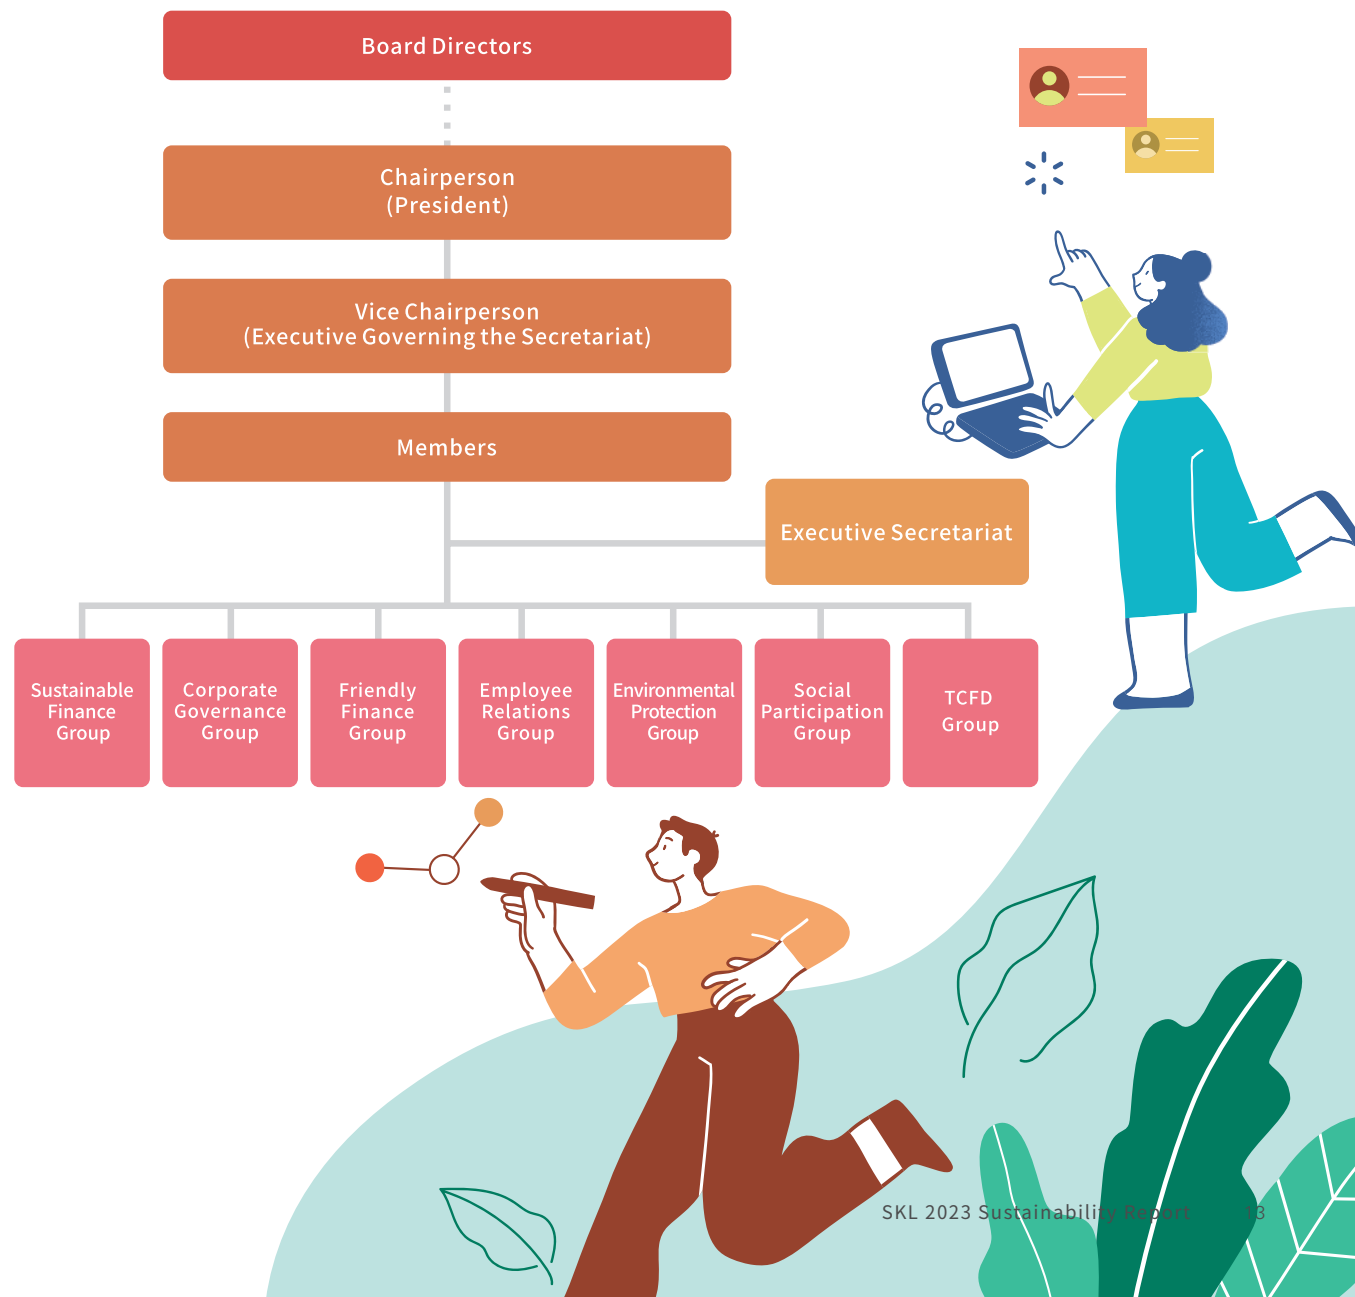 Board Directors
Chairperson
(President)
Vice Chairperson
(Executive Governing the Secretariat)
Members
Executive Secretariat
Sustainable
Finance
Group
Corporate
Governance
Group
Friendly
Finance
Group
Employee
Relations
Group
Environmental
Protection
Group
Social
Participation
Group
TCFD
Group
SKL 2023 Sustainability Report 13